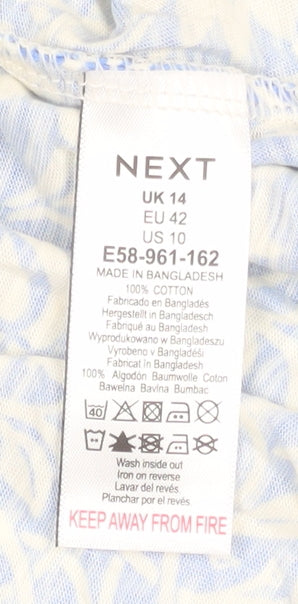 NEXT
UK 14
EU 42
US 10
E58-961-162
MADE IN BANGLADESH
100% COTTON
Fabricado en Bangladés
Hergestellt in Bangladesch
Fabriqué au Bangladesh
Wyprodukowano w Bangladeszu
Vyrobeno v Bangladéši
Fabricat in Bangladesh
100% Algodón Baumwolle Coton
Bawełna Bavlna Bumbac
40
Wash inside out
Iron on reverse
Lavar del revés
Planchar por el revés
KEEP AWAY FROM FIRE